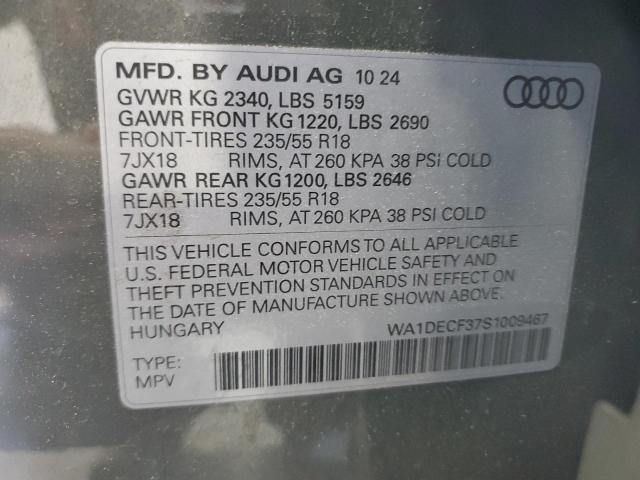 MFD. BY AUDI AG 10 24
GVWR KG 2340, LBS 5159
GAWR FRONT KG 1220, LBS 2690
FRONT-TIRES 235/55 R18
7JX18 RIMS, AT 260 KPA 38 PSI COLD
GAWR REAR KG 1200, LBS 2646
REAR-TIRES 235/55 R18
7JX18 RIMS, AT 260 KPA 38 PSI COLD
THIS VEHICLE CONFORMS TO ALL APPLICABLE
U.S. FEDERAL MOTOR VEHICLE SAFETY AND
THEFT PREVENTION STANDARDS IN EFFECT ON
THE DATE OF MANUFACTURE SHOWN ABOVE.
HUNGARY WA1DECF37S1009467
TYPE:
MPV